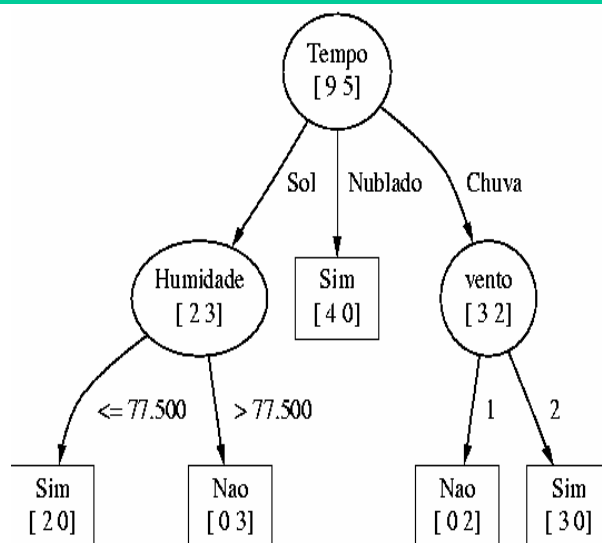 Tempo
[ 9 5]
Sol
Nublado
Chuva
Humidade
[ 2 3]
Sim
[ 4 0]
vento
[ 3 2]
<= 77.500
> 77.500
1
2
Sim
[ 2 0]
Nao
[ 0 3]
Nao
[ 0 2]
Sim
[ 3 0]